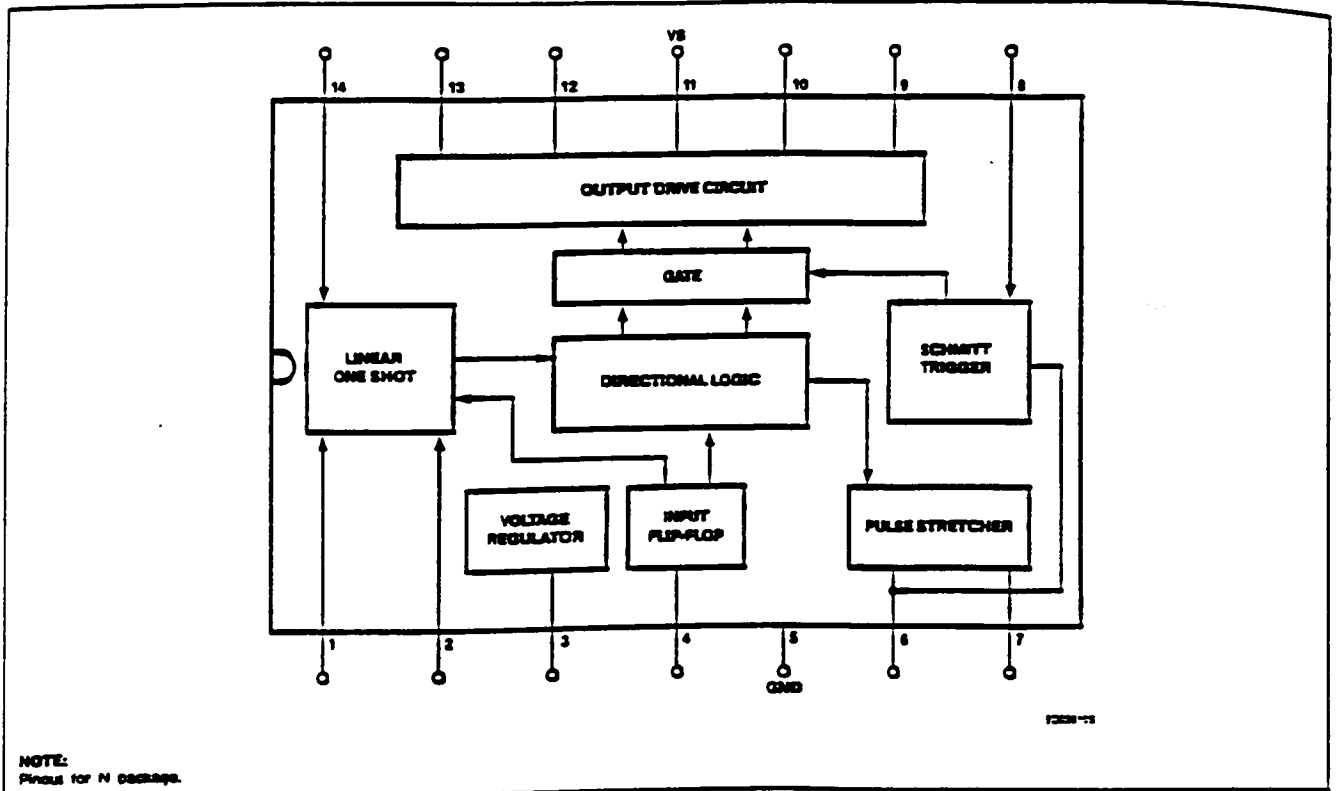 VS
14 13 12 11 10 9 8
OUTPUT DRIVE CIRCUIT
GATE
LINEAR
ONE SHOT
DIRECTIONAL LOGIC
SCHMITT
TRIGGER
VOLTAGE
REGULATOR
INPUT
FLIP-FLOP
PULSE STRETCHER
1 2 3 4 5 6 7
GND
NOTE:
Pinout for N package.